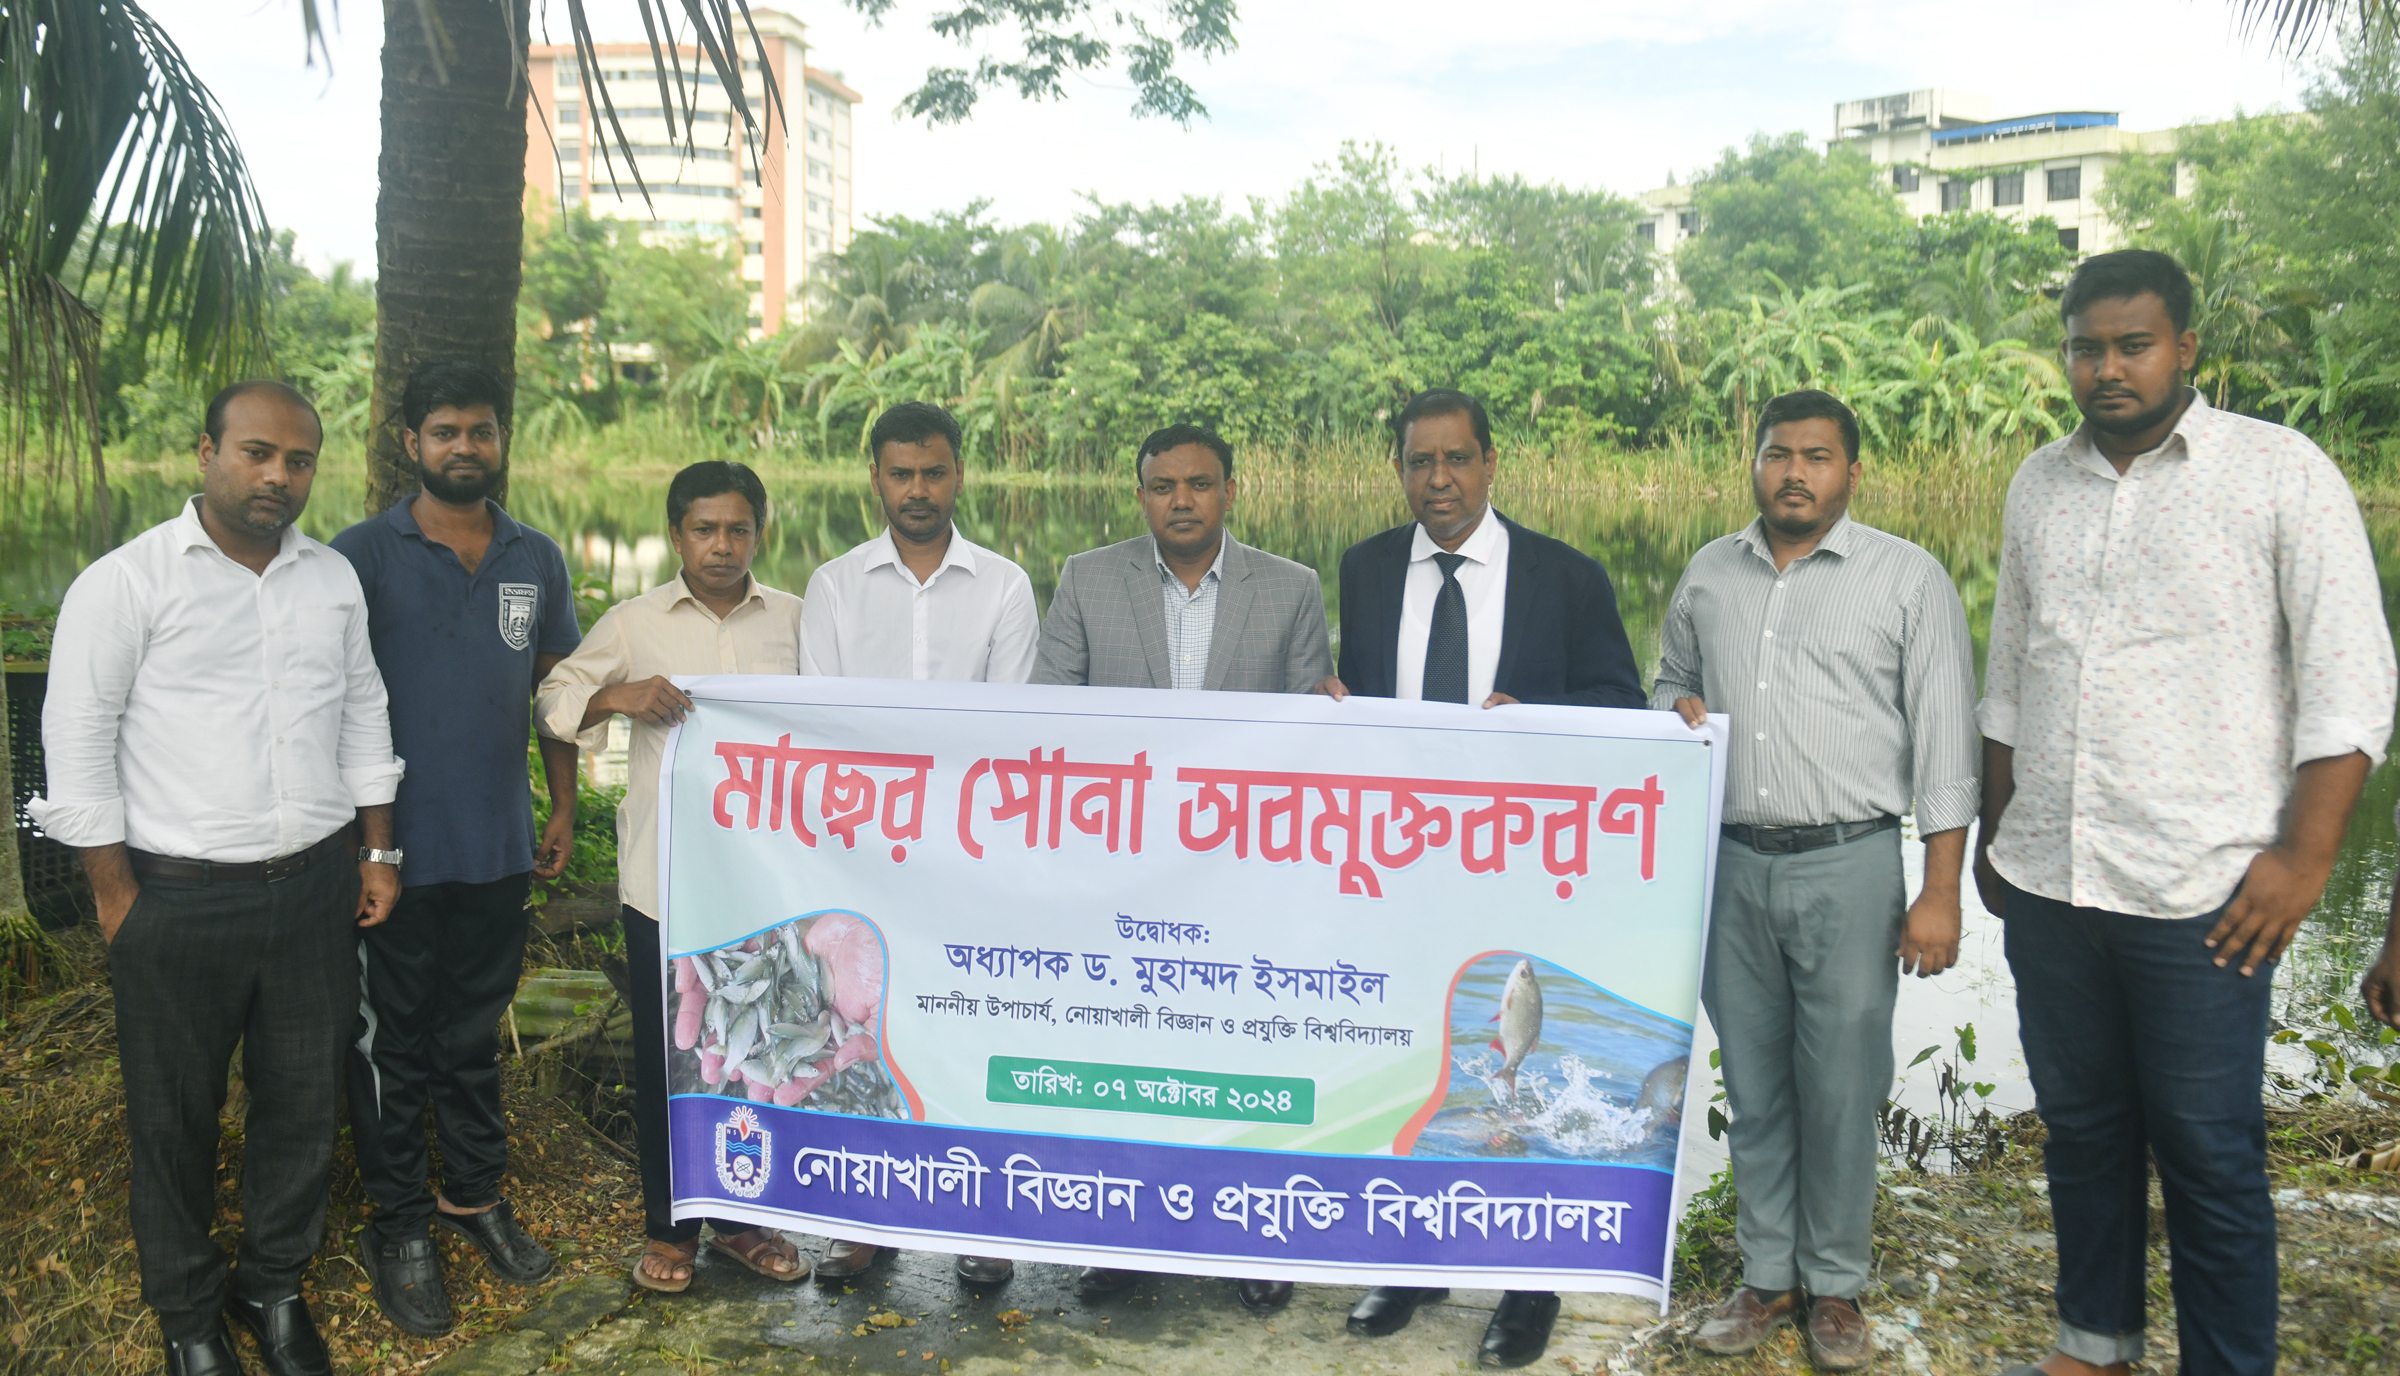 মাছের পোনা অবমুক্তকরণ
উদ্বোধক:
অধ্যাপক ড. মুহাম্মদ ইসমাইল
মাননীয় উপাচার্য, নোয়াখালী বিজ্ঞান ও প্রযুক্তি বিশ্ববিদ্যালয়
তারিখ: ০৭ অক্টোবর ২০২৪
NSTU
নোয়াখালী বিজ্ঞান ও প্রযুক্তি বিশ্ববিদ্যালয়